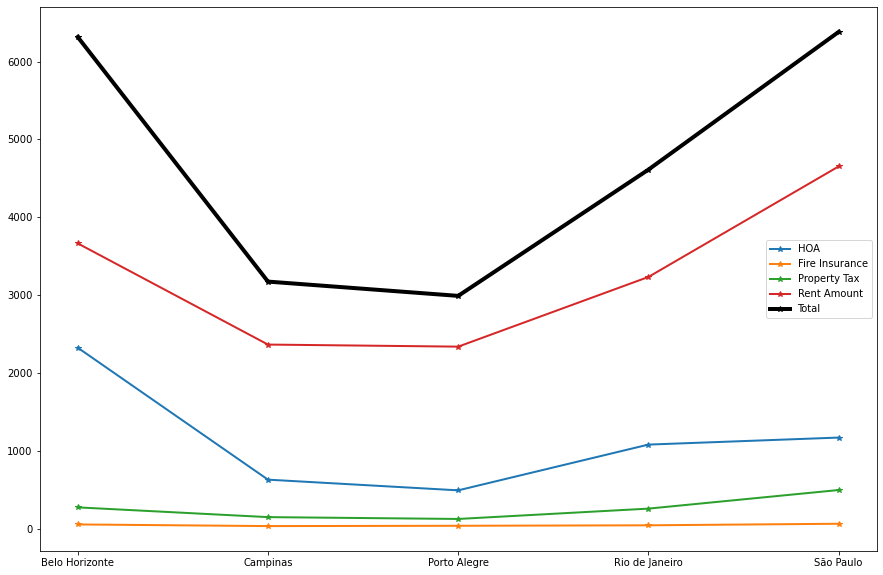 6000
5000
4000
3000
2000
1000
0
HOA
Fire Insurance
Property Tax
Rent Amount
Total
Belo Horizonte Campinas Porto Alegre Rio de Janeiro São Paulo